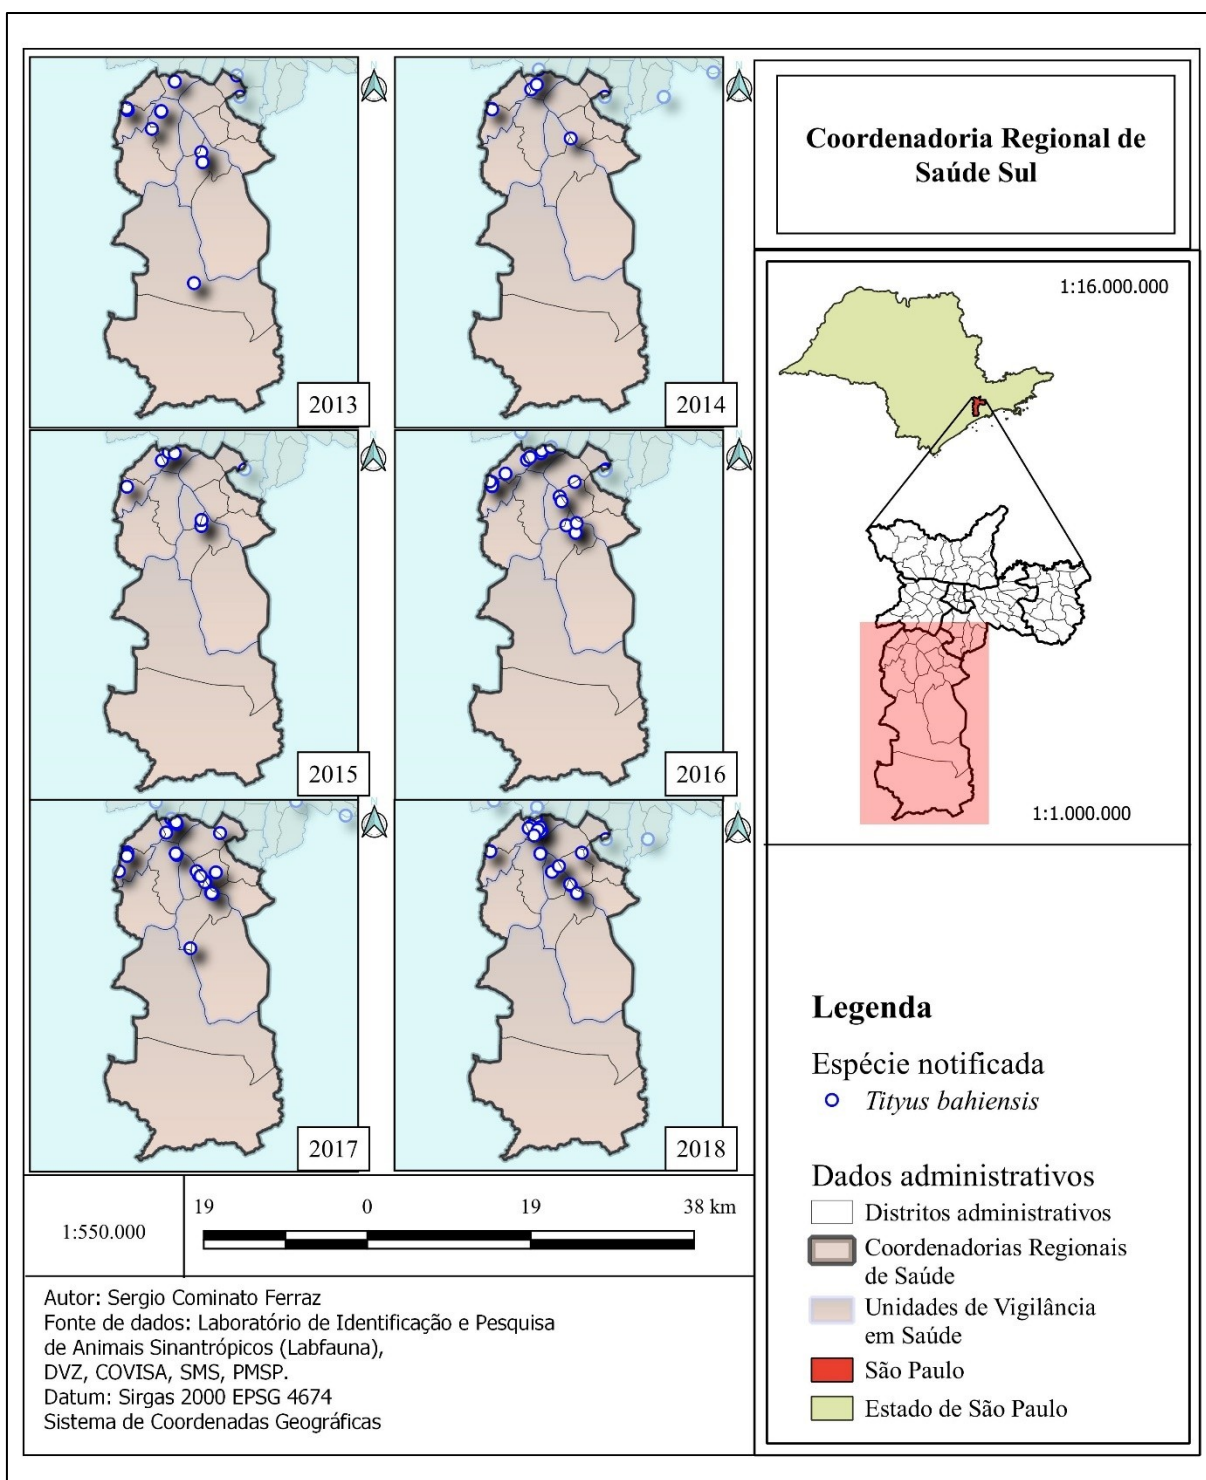 Coordenadoria Regional de
Saúde Sul
N
N
2013
2014
N
N
2015
2016
N
N
2017
2018
1:16.000.000
1:1.000.000
Legenda
Espécie notificada
Tityus bahiensis
Dados administrativos
Distritos administrativos
Coordenadorias Regionais
de Saúde
Unidades de Vigilância
em Saúde
São Paulo
Estado de São Paulo
1:550.000
19 0 19 38 km
Autor: Sergio Cominato Ferraz
Fonte de dados: Laboratório de Identificação e Pesquisa
de Animais Sinantrópicos (Labfauna),
DVZ, COVISA, SMS, PMSP.
Datum: Sirgas 2000 EPSG 4674
Sistema de Coordenadas Geográficas